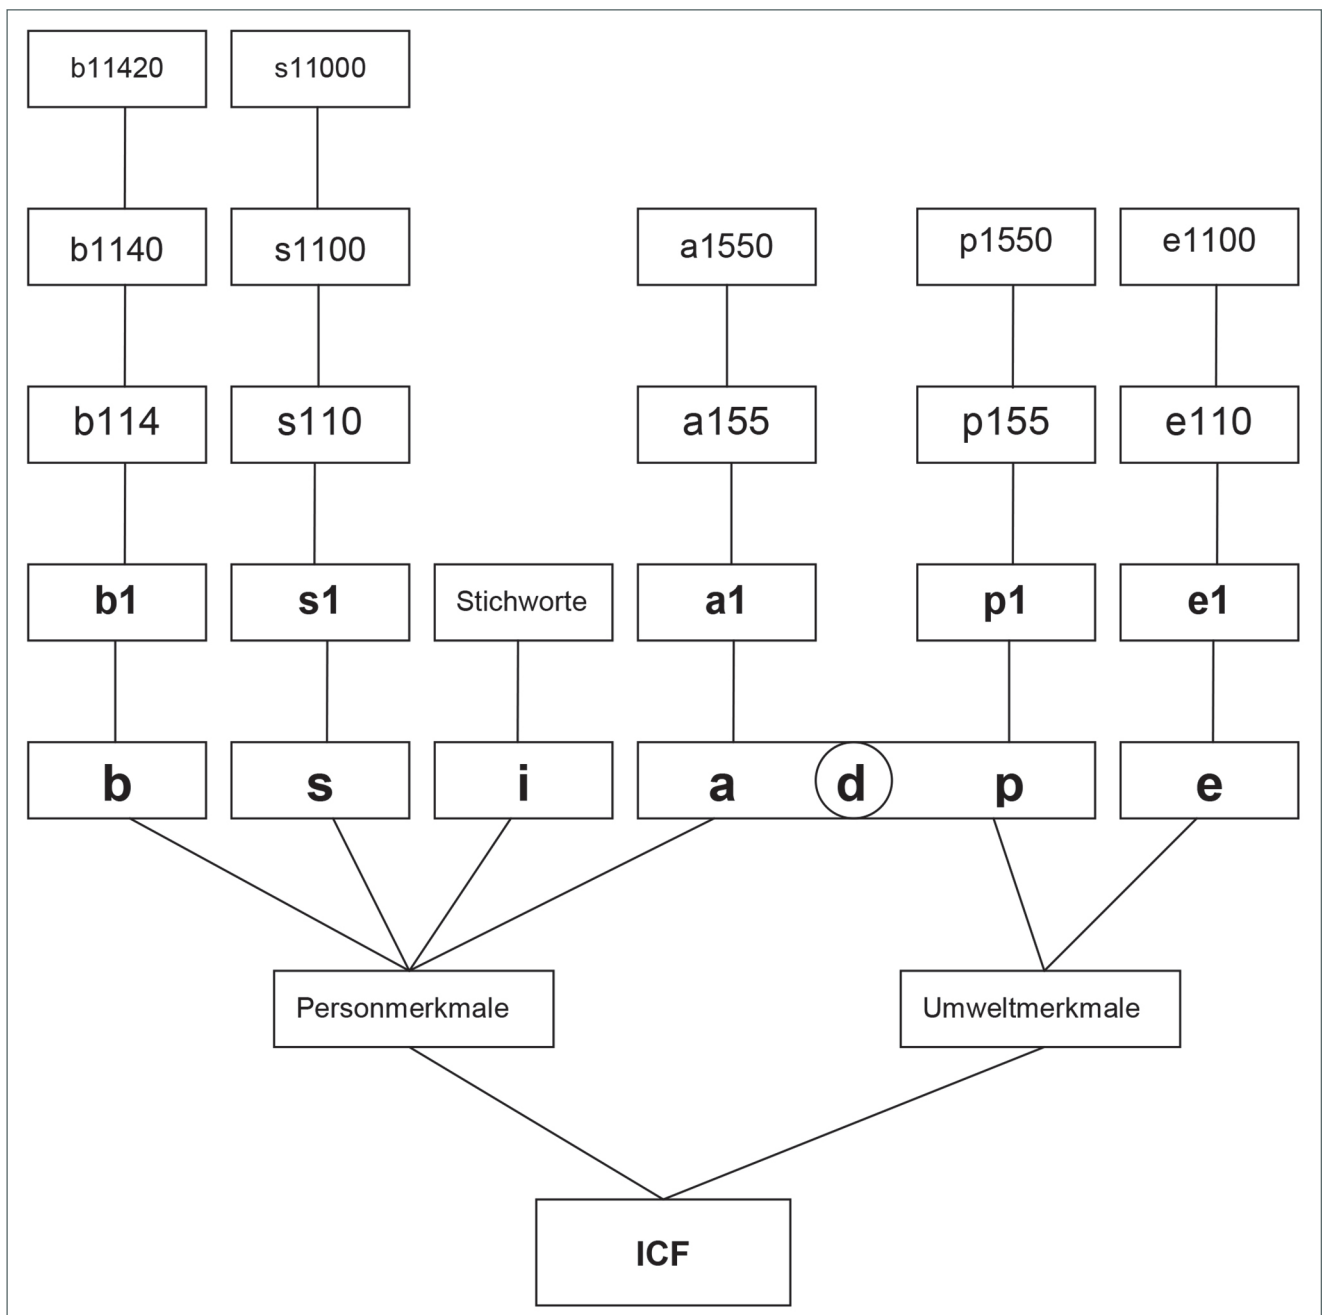 b11420 s11000
b1140 s1100 a1550 p1550 e1100
b114 s110 a155 p155 e110
b1 s1 Stichworte a1 p1 e1
b s i a d p e
Personmerkmale Umweltmerkmale
ICF